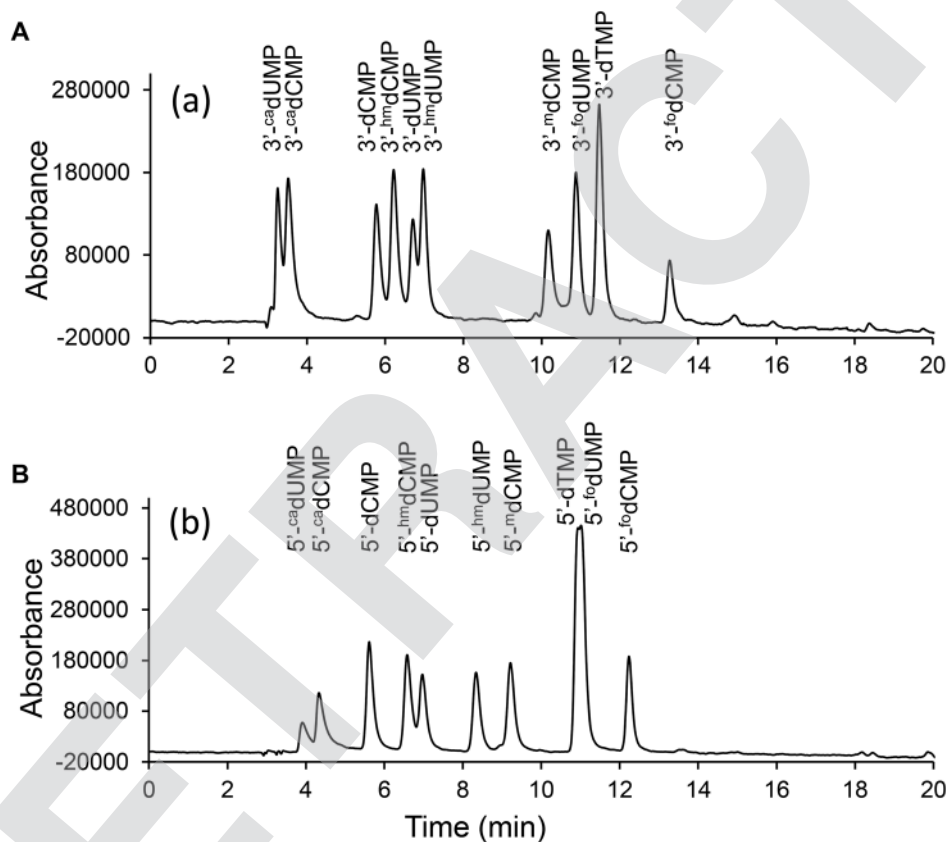 A
(a)
3'-cadUMP
3'-cadCMP
3'-dCMP
3'-hmdCMP
3'-dUMP
3'-hmdUMP
3'-mdCMP
3'-fodUMP
3'-dTMP
3'-fodCMP
Absorbance
280000
180000
80000
-20000
0 2 4 6 8 10 12 14 16 18 20
B
(b)
5'-cadUMP
5'-cadCMP
5'-dCMP
5'-hmdCMP
5'-dUMP
5'-hmdUMP
5'-mdCMP
5'-dTMP
5'-fodUMP
5'-fodCMP
Absorbance
480000
380000
280000
180000
80000
-20000
0 2 4 6 8 10 12 14 16 18 20
Time (min)
ETRACT